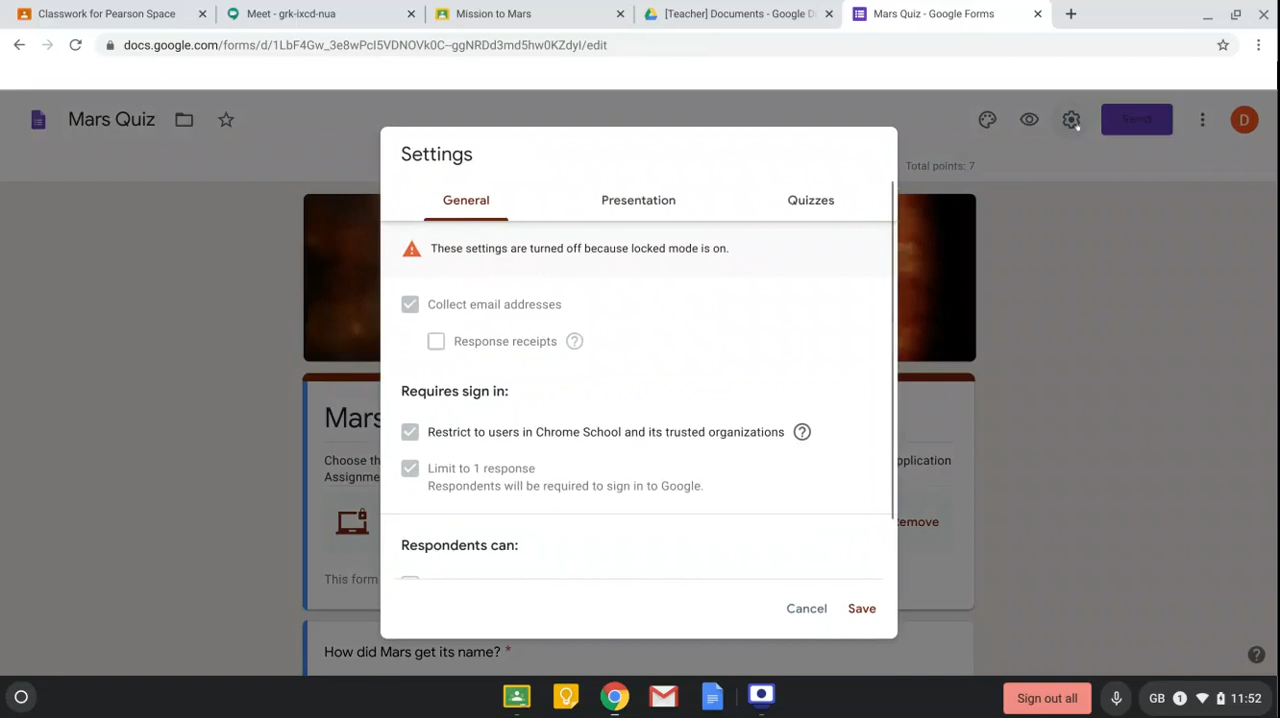 Classwork for Pearson Space
Meet - grk-ixcd-nua
Mission to Mars
[Teacher] Documents - Google D
Mars Quiz - Google Forms
docs.google.com/forms/d/1LbF4Gw_3e8wPcI5VDNOVk0C-ggNRDd3md5hw0KZdyI/edit
Mars Quiz
Send
D
Total points: 7
Settings
General
Presentation
Quizzes
These settings are turned off because locked mode is on.
Collect email addresses
Response receipts
Requires sign in:
Restrict to users in Chrome School and its trusted organizations
Limit to 1 response
Respondents will be required to sign in to Google.
Respondents can:
Cancel
Save
Mars
Choose th
pplication
Assignme
emove
This form
How did Mars get its name? *
Sign out all
GB
1
11:52